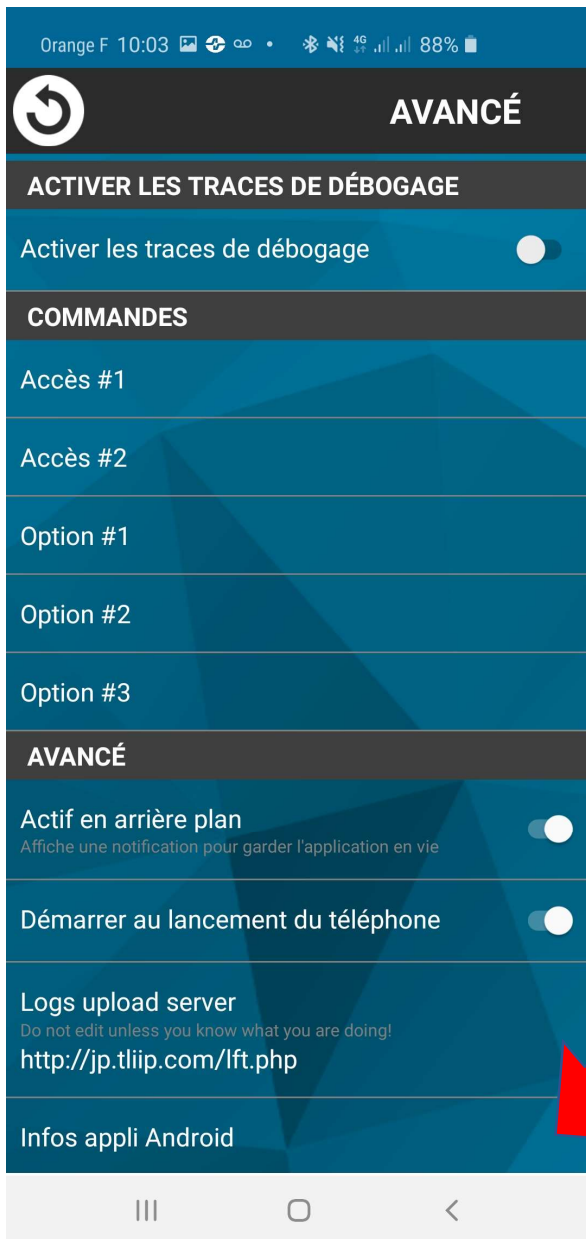 Orange F 10:03 4G 88%
AVANCÉ
ACTIVER LES TRACES DE DÉBOGAGE
Activer les traces de débogage
COMMANDES
Accès #1
Accès #2
Option #1
Option #2
Option #3
AVANCÉ
Actif en arrière plan
Affiche une notification pour garder l'application en vie
Démarrer au lancement du téléphone
Logs upload server
Do not edit unless you know what you are doing!
http://jp.tliip.com/lft.php
Infos appli Android